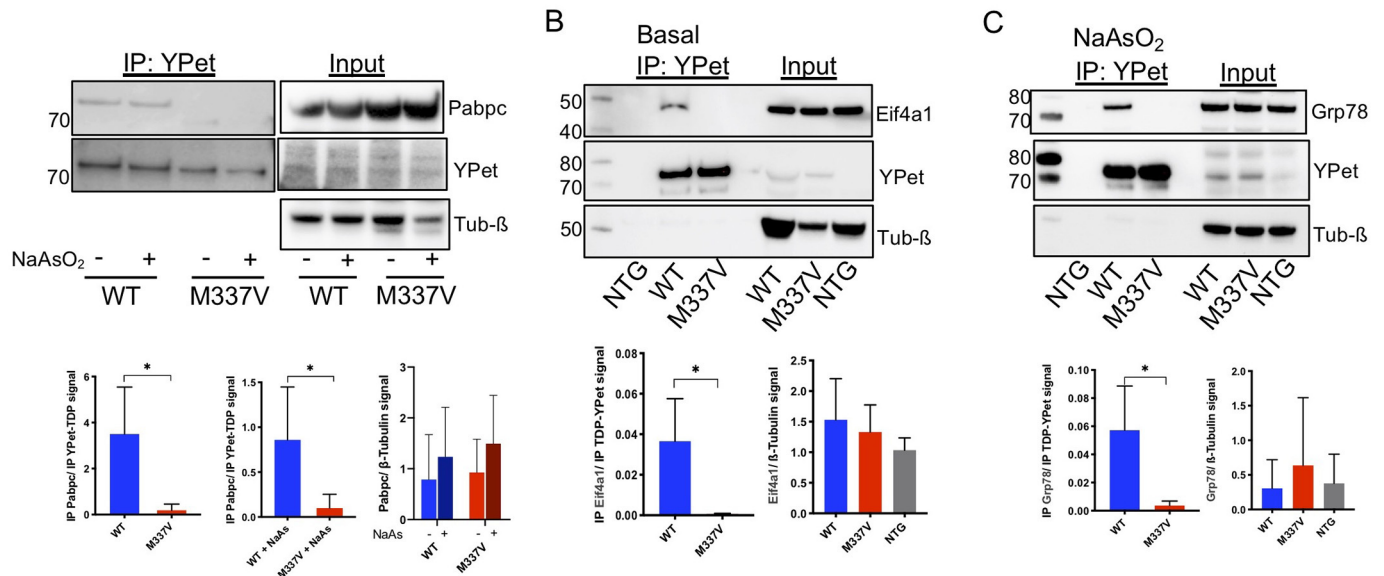 IP: YPet Input
70
Pabpc
70
YPet
Tub-ß
NaAsO₂ - + - + - + - +
WT M337V WT M337V
IP Pabpc/ IP YPet-TDP signal
6
4
2
0
WT M337V
*
IP Pabpc/ IP YPet-TDP signal
1.5
1.0
0.5
0.0
WT + NaAs M337V + NaAs
*
Pabpc/ β-Tubulin signal
3
2
1
0
NaAs - + - +
WT M337V
B
Basal
IP: YPet Input
50
40
Eif4a1
80
70
YPet
50
Tub-ß
NTG WT M337V WT M337V NTG
IP Eif4a1/ IP TDP-YPet signal
0.08
0.06
0.04
0.02
0.00
WT M337V
*
Eif4a1/ ß-Tubulin signal
2.5
2.0
1.5
1.0
0.5
0.0
WT M337V NTG
C
NaAsO₂
IP: YPet Input
80
70
Grp78
80
70
YPet
Tub-ß
NTG WT M337V WT M337V NTG
IP Grp78/ IP TDP-YPet signal
0.10
0.08
0.06
0.04
0.02
0.00
WT M337V
*
Grp78/ ß-Tubulin signal
2.0
1.5
1.0
0.5
0.0
WT M337V NTG